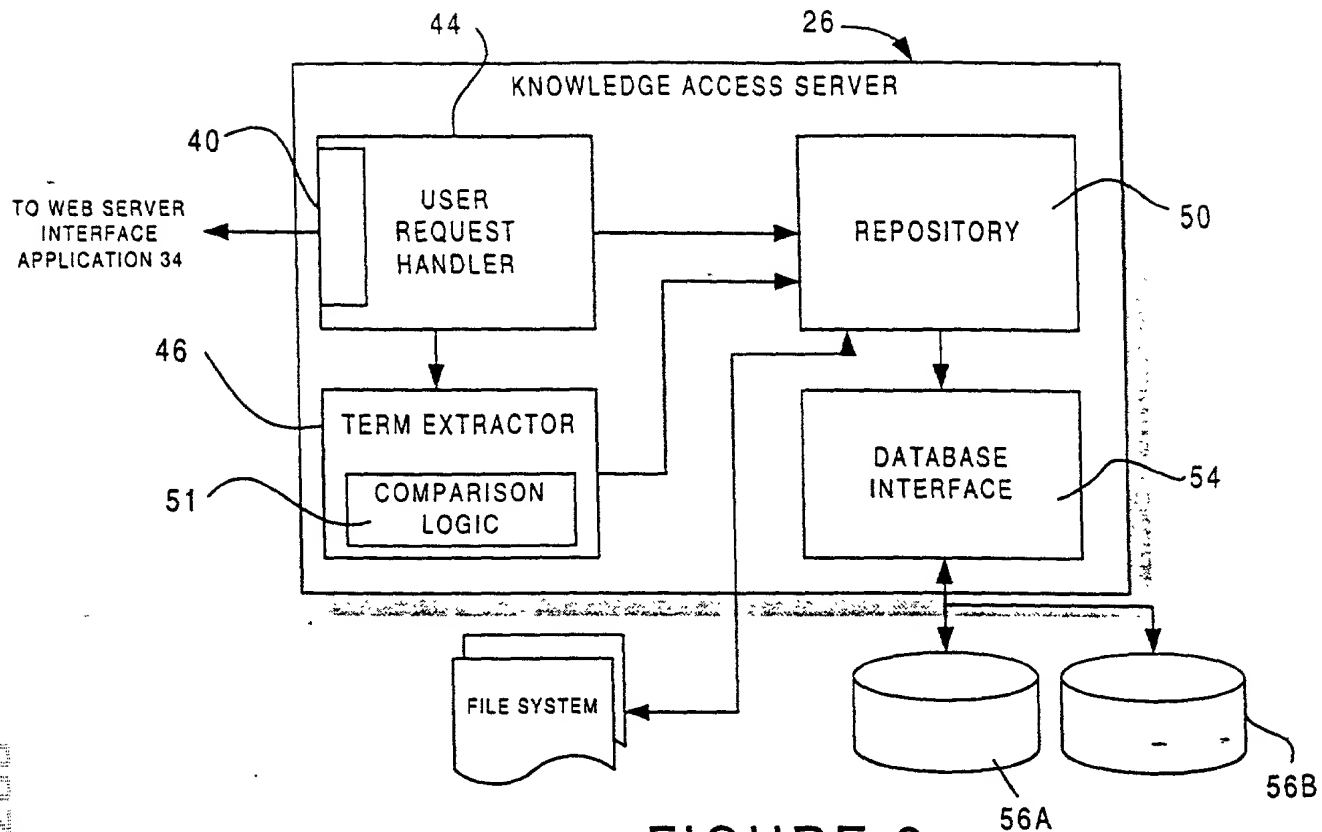 44
26
KNOWLEDGE ACCESS SERVER
40
TO WEB SERVER
INTERFACE
APPLICATION 34
USER
REQUEST
HANDLER
REPOSITORY
50
46
TERM EXTRACTOR
51
COMPARISON
LOGIC
DATABASE
INTERFACE
54
FILE SYSTEM
56A
56B